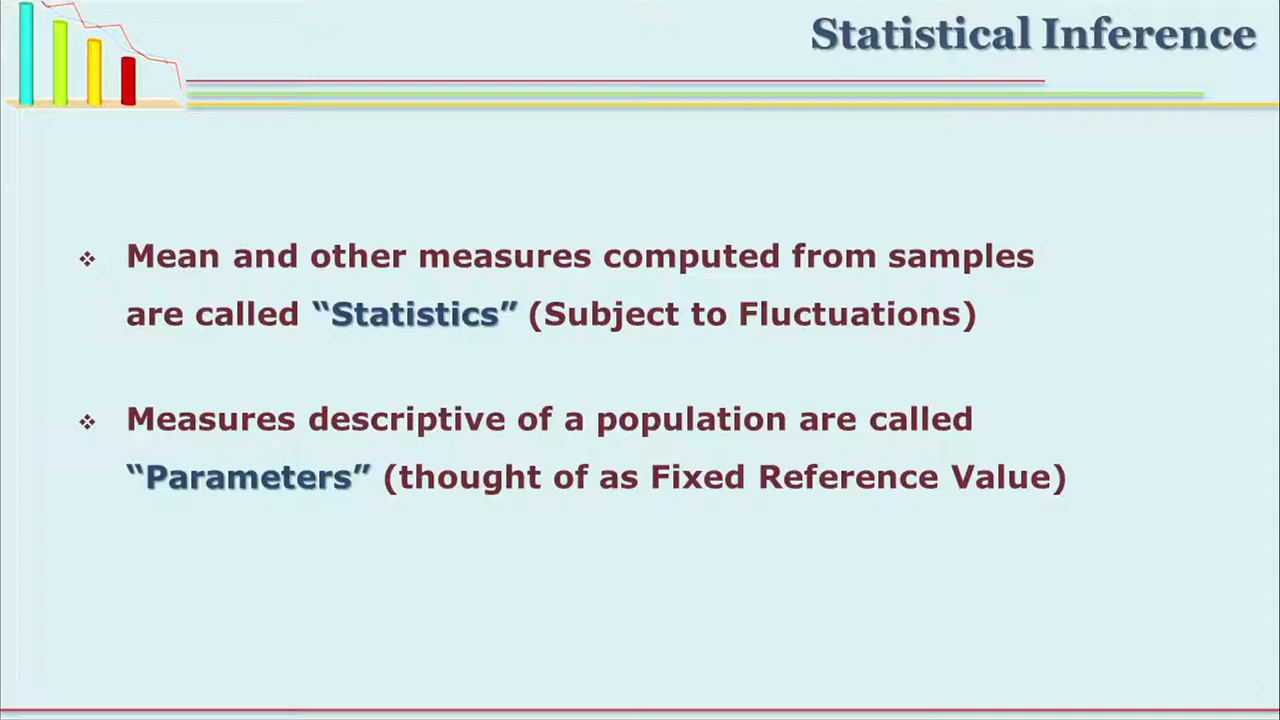 Statistical Inference
❖ Mean and other measures computed from samples
are called “Statistics” (Subject to Fluctuations)
❖ Measures descriptive of a population are called
“Parameters” (thought of as Fixed Reference Value)